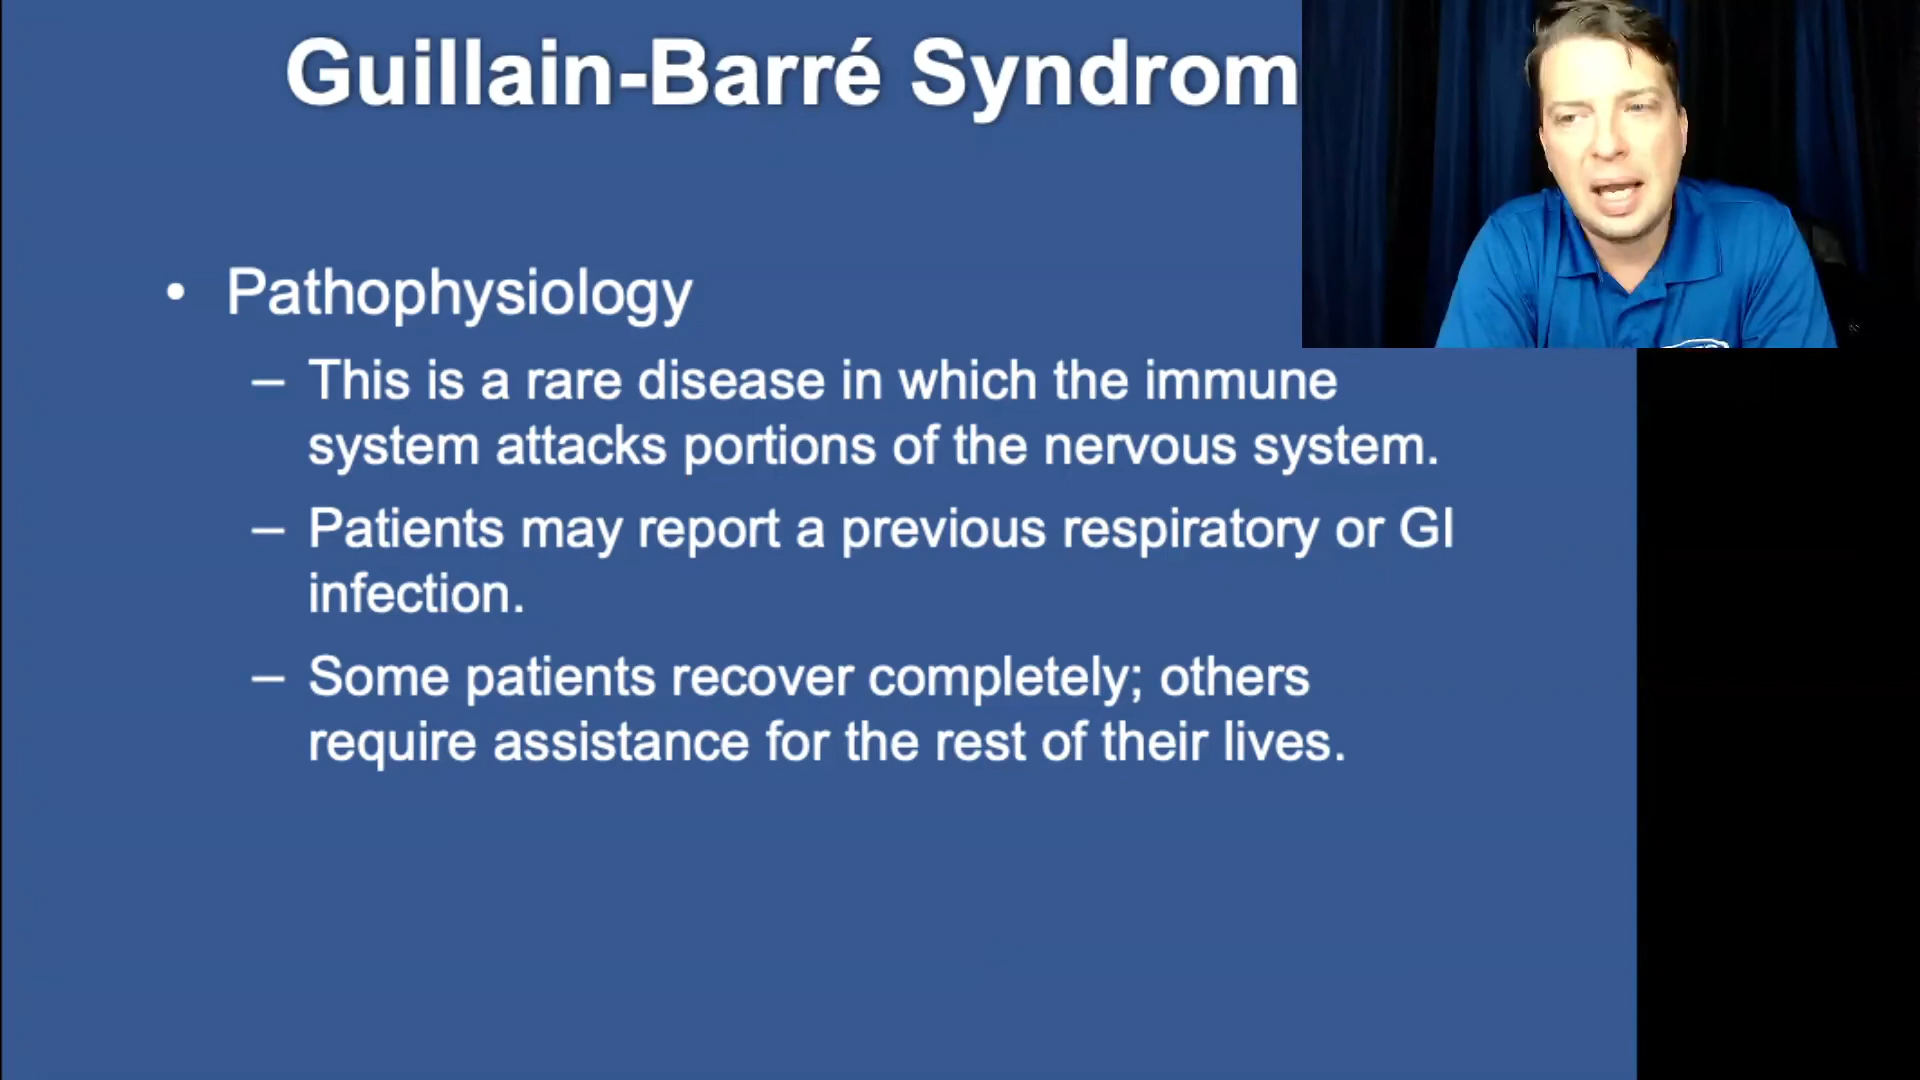 Guillain-Barré Syndrom
• Pathophysiology
– This is a rare disease in which the immune
system attacks portions of the nervous system.
– Patients may report a previous respiratory or GI
infection.
– Some patients recover completely; others
require assistance for the rest of their lives.